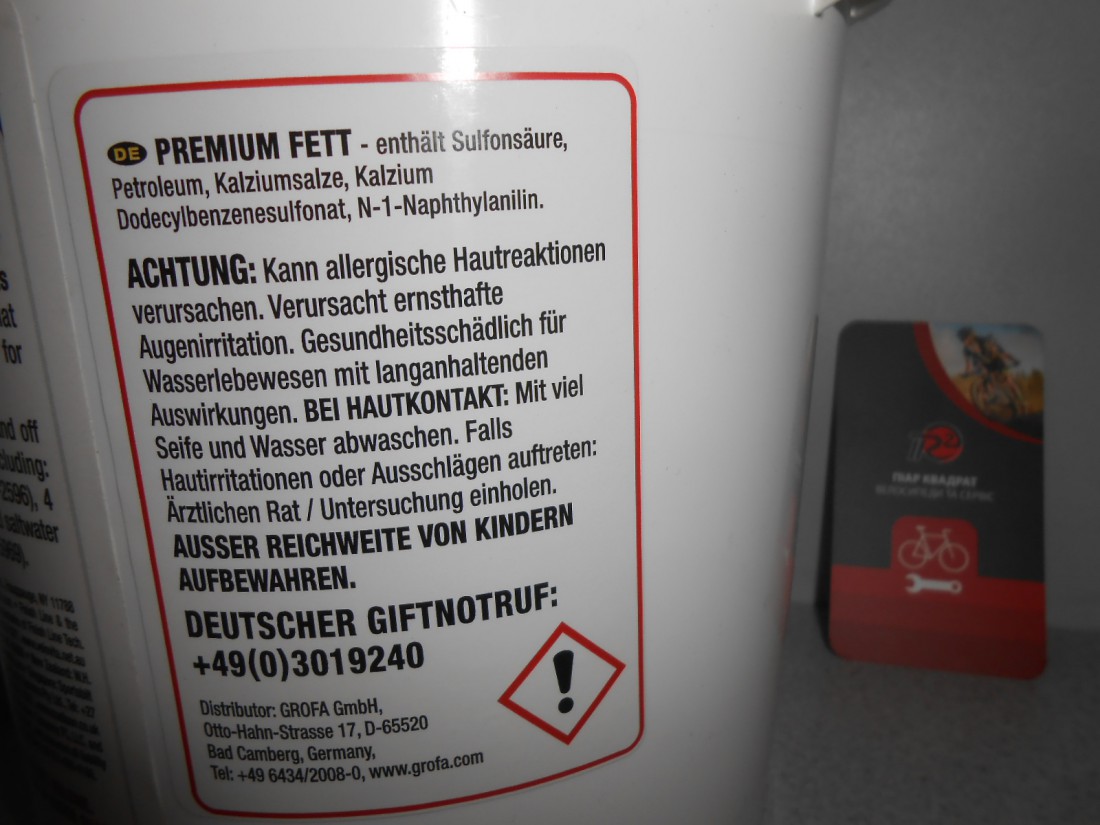 s
at
for
nd off
cluding:
2596), 4
saltwater
DE PREMIUM FETT - enthält Sulfonsäure,
Petroleum, Kalziumsalze, Kalzium
Dodecylbenzenesulfonat, N-1-Naphthylanilin.
ACHTUNG: Kann allergische Hautreaktionen
verursachen. Verursacht ernsthafte
Augenirritation. Gesundheitsschädlich für
Wasserlebewesen mit langanhaltenden
Auswirkungen. BEI HAUTKONTAKT: Mit viel
Seife und Wasser abwaschen. Falls
Hautirritationen oder Ausschlägen auftreten:
Ärztlichen Rat / Untersuchung einholen.
AUSSER REICHWEITE VON KINDERN
AUFBEWAHREN.
DEUTSCHER GIFTNOTRUF:
+49(0)3019240
Distributor: GROFA GmbH,
Otto-Hahn-Strasse 17, D-65520
Bad Camberg, Germany,
Tel: +49 6434/2008-0, www.grofa.com
ПІАР КВАДРАТ
ВЕЛОСИПЕДИ ТА СЕРВІС